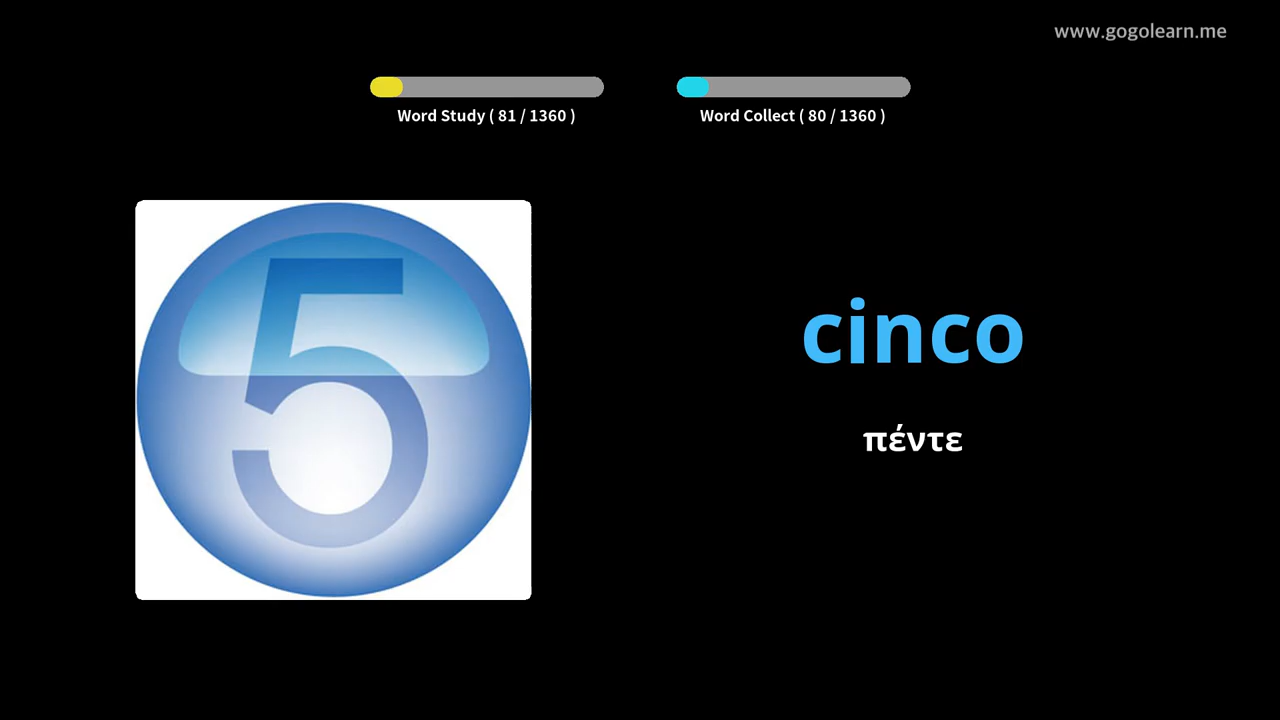 www.gogolearn.me
Word Study ( 81 / 1360 )
Word Collect ( 80 / 1360 )
5
cinco
πέντε